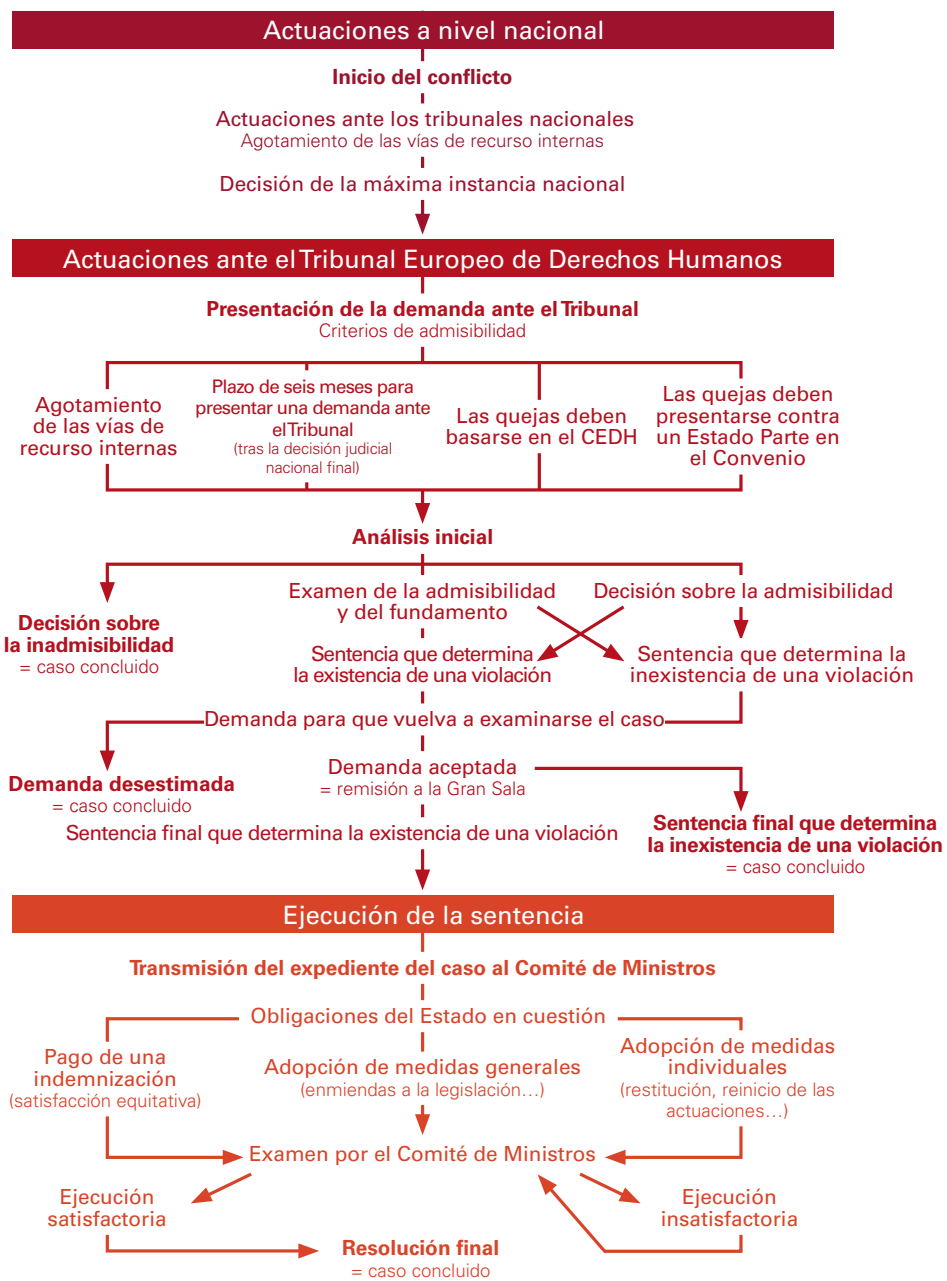 Actuaciones a nivel nacional
Inicio del conflicto
Actuaciones ante los tribunales nacionales
Agotamiento de las vías de recurso internas
Decisión de la máxima instancia nacional
Actuaciones ante el Tribunal Europeo de Derechos Humanos
Presentación de la demanda ante el Tribunal
Criterios de admisibilidad
Agotamiento
de las vías de
recurso internas
Plazo de seis meses para
presentar una demanda ante
el Tribunal
(tras la decisión judicial
nacional final)
Las quejas deben
basarse en el CEDH
Las quejas deben
presentarse contra
un Estado Parte en
el Convenio
Análisis inicial
Decisión sobre
la inadmisibilidad
= caso concluido
Examen de la admisibilidad
y del fundamento
Decisión sobre la admisibilidad
Sentencia que determina
la existencia de una violación
Sentencia que determina la
inexistencia de una violación
Demanda para que vuelva a examinarse el caso
Demanda desestimada
= caso concluido
Demanda aceptada
= remisión a la Gran Sala
Sentencia final que determina la existencia de una violación
Sentencia final que determina
la inexistencia de una violación
= caso concluido
Ejecución de la sentencia
Transmisión del expediente del caso al Comité de Ministros
Obligaciones del Estado en cuestión
Pago de una
indemnización
(satisfacción equitativa)
Adopción de medidas generales
(enmiendas a la legislación…)
Adopción de medidas
individuales
(restitución, reinicio de las
actuaciones…)
Examen por el Comité de Ministros
Ejecución
satisfactoria
Ejecución
insatisfactoria
Resolución final
= caso concluido